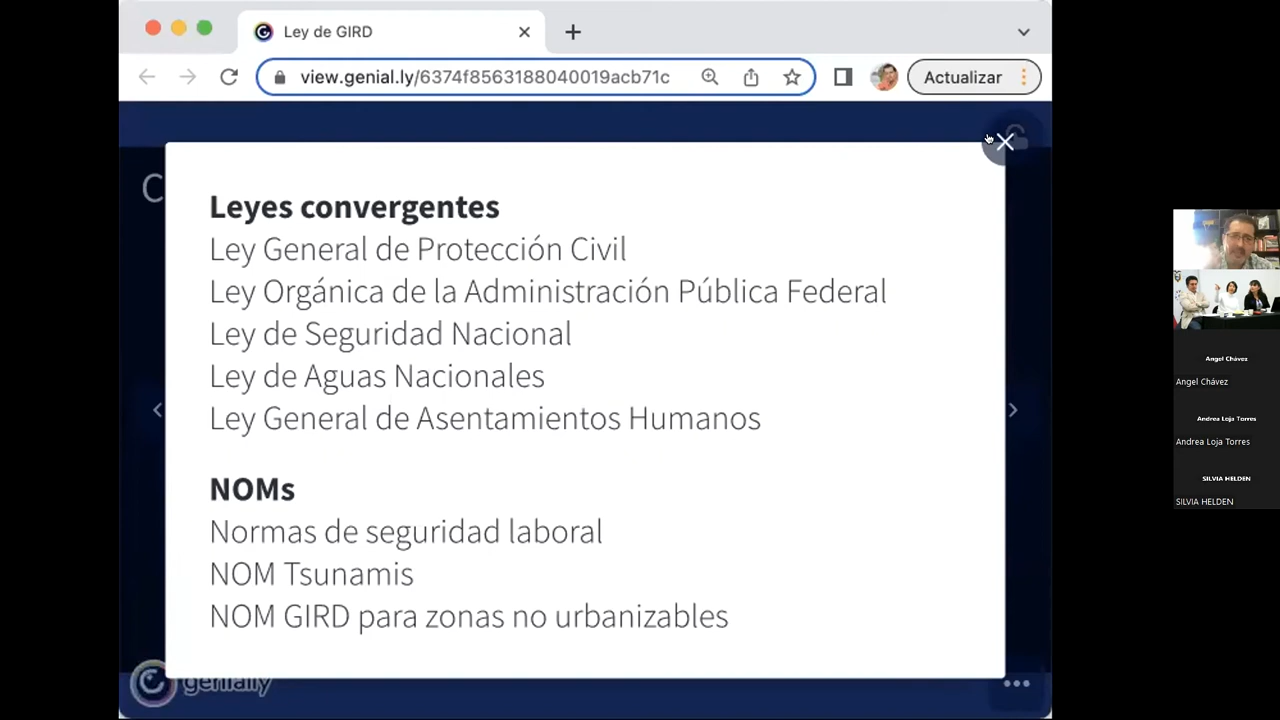 Ley de GIRD
view.genial.ly/6374f8563188040019acb71c
Actualizar
C
Leyes convergentes
Ley General de Protección Civil
Ley Orgánica de la Administración Pública Federal
Ley de Seguridad Nacional
Ley de Aguas Nacionales
Ley General de Asentamientos Humanos
NOMs
Normas de seguridad laboral
NOM Tsunamis
NOM GIRD para zonas no urbanizables
genially
Angel Chávez
Angel Chávez
Andrea Loja Torres
Andrea Loja Torres
SILVIA HELDEN
SILVIA HELDEN